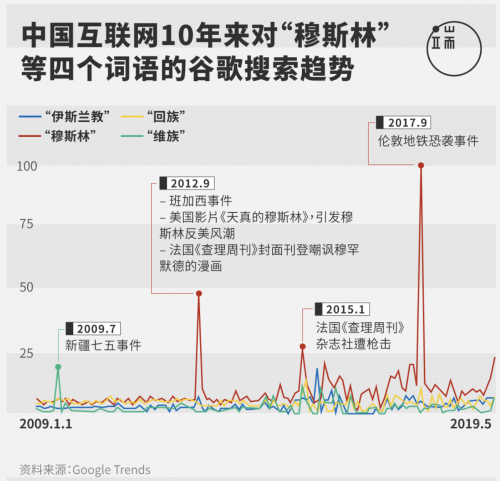 中国互联网10年来对“穆斯林”
等四个词语的谷歌搜索趋势
端
“伊斯兰教” “回族”
“穆斯林” “维族”
2017.9
伦敦地铁恐袭事件
100
2012.9
– 班加西事件
– 美国影片《天真的穆斯林》，引发穆
斯林反美风潮
– 法国《查理周刊》封面刊登嘲讽穆罕
默德的漫画
75
50
2015.1
法国《查理周刊》
杂志社遭枪击
2009.7
新疆七五事件
25
2009.1.1 2019.5
资料来源：Google Trends